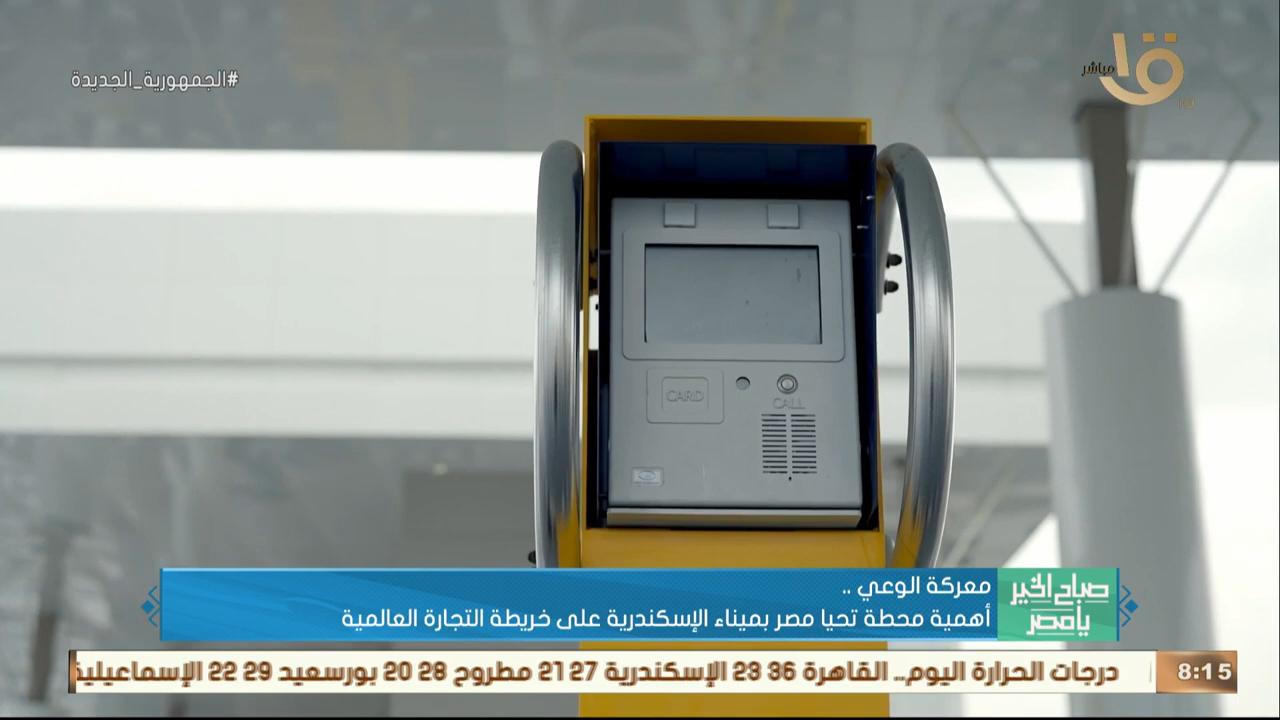 #الجمهورية_الجديدة
مباشر
CARD
CALL
معركة الوعي ..
أهمية محطة تحيا مصر بميناء الإسكندرية على خريطة التجارة العالمية
صباح الخير
يا مصر
درجات الحرارة اليوم.. القاهرة 36 23 الإسكندرية 27 21 مطروح 28 20 بورسعيد 29 22 الإسماعيلية
8:15